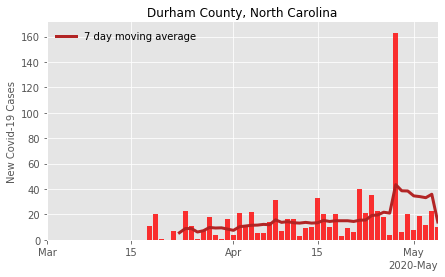 Durham County, North Carolina
7 day moving average
New Covid-19 Cases
160
140
120
100
80
60
40
20
0
Mar
15
Apr
15
May
2020-May